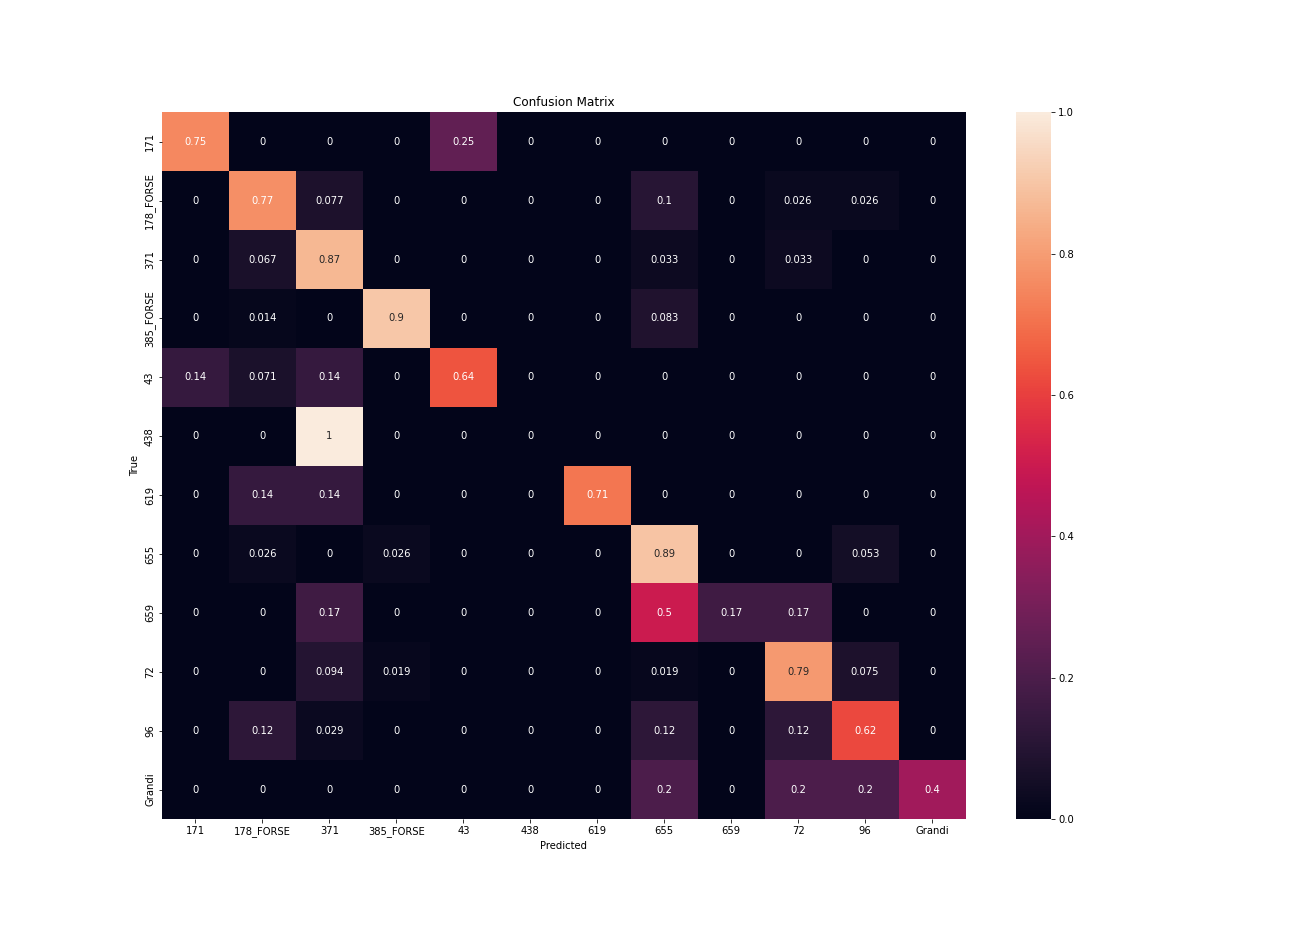 Confusion Matrix
171 0.75 0 0 0 0.25 0 0 0 0 0 0 0
178_FORSE 0 0.77 0.077 0 0 0 0 0.1 0 0.026 0.026 0
371 0 0.067 0.87 0 0 0 0 0.033 0 0.033 0 0
385_FORSE 0 0.014 0 0.9 0 0 0 0.083 0 0 0 0
43 0.14 0.071 0.14 0 0.64 0 0 0 0 0 0 0
438 0 0 1 0 0 0 0 0 0 0 0 0
619 0 0.14 0.14 0 0 0 0.71 0 0 0 0 0
655 0 0.026 0 0.026 0 0 0 0.89 0 0 0.053 0
659 0 0 0.17 0 0 0 0 0.5 0.17 0.17 0 0
72 0 0 0.094 0.019 0 0 0 0.019 0 0.79 0.075 0
96 0 0.12 0.029 0 0 0 0 0.12 0 0.12 0.62 0
Grandi 0 0 0 0 0 0 0 0.2 0 0.2 0.2 0.4
171 178_FORSE 371 385_FORSE 43 438 619 655 659 72 96 Grandi
Predicted
True
1.0
0.8
0.6
0.4
0.2
0.0